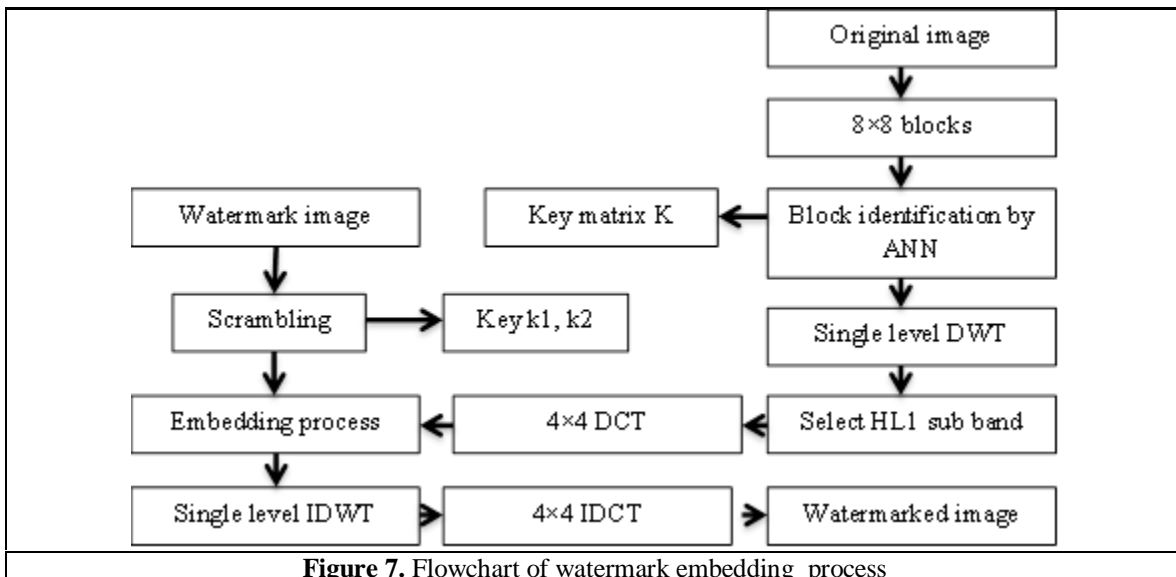 Original image
8×8 blocks
Watermark image
Key matrix K
Block identification by
ANN
Scrambling
Key k1, k2
Single level DWT
Embedding process
4×4 DCT
Select HL1 sub band
Single level IDWT
4×4 IDCT
Watermarked image
Figure 7. Flowchart of watermark embedding process